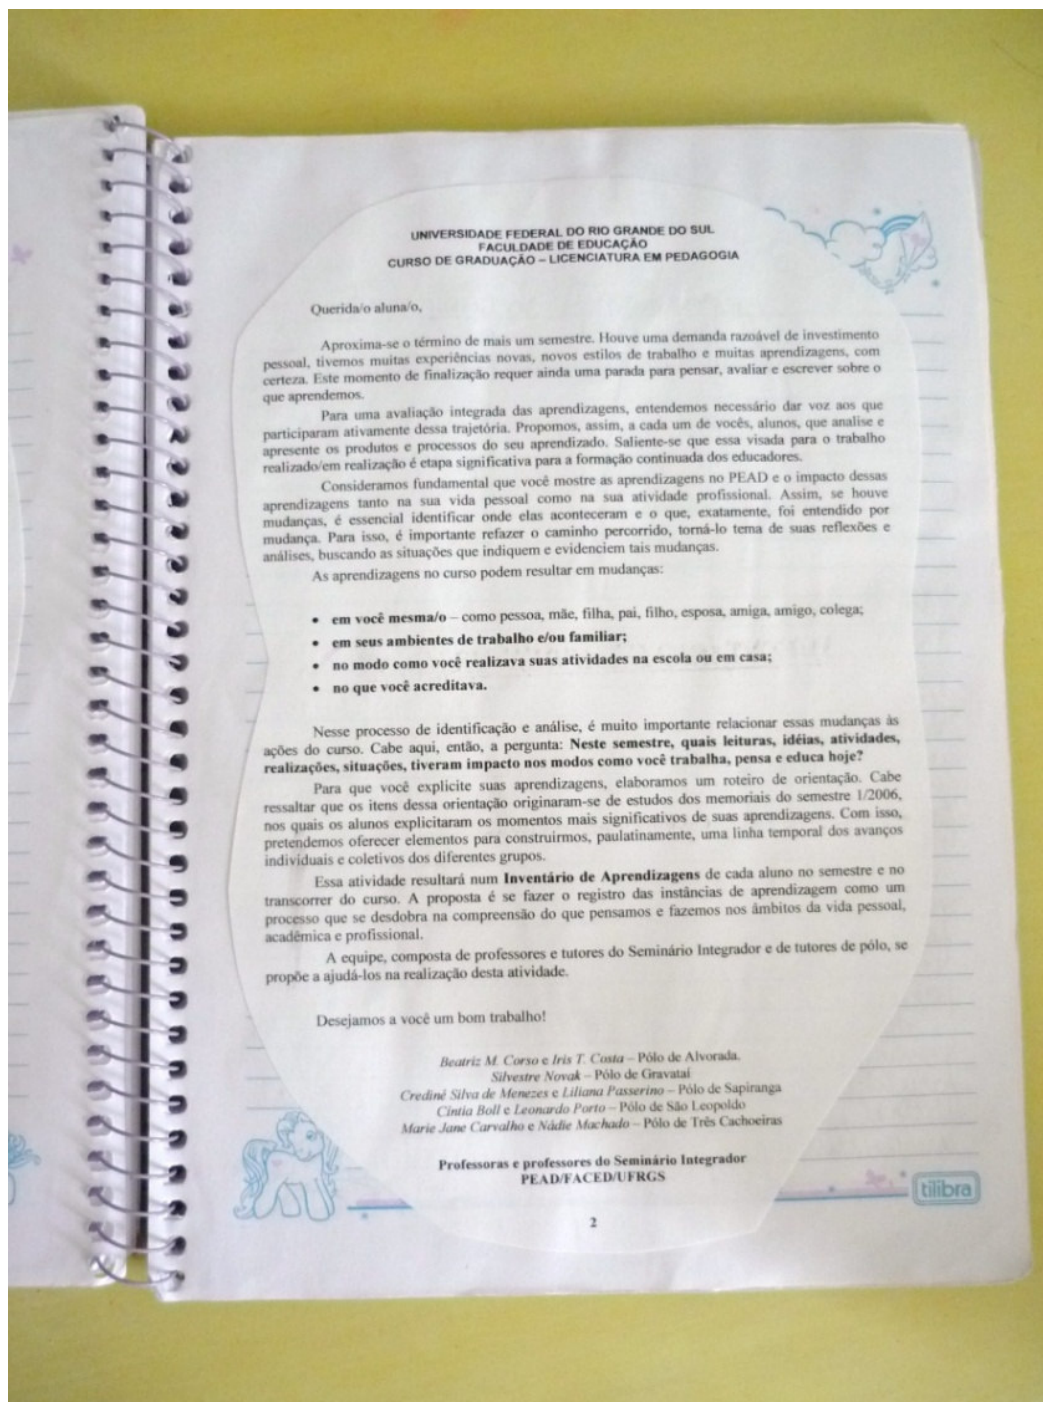 UNIVERSIDADE FEDERAL DO RIO GRANDE DO SUL
FACULDADE DE EDUCAÇÃO
CURSO DE GRADUAÇÃO – LICENCIATURA EM PEDAGOGIA
Querida/o aluna/o,
Aproxima-se o término de mais um semestre. Houve uma demanda razoável de investimento
pessoal, tivemos muitas experiências novas, novos estilos de trabalho e muitas aprendizagens, com
certeza. Este momento de finalização requer ainda uma parada para pensar, avaliar e escrever sobre o
que aprendemos.
Para uma avaliação integrada das aprendizagens, entendemos necessário dar voz aos que
participaram ativamente dessa trajetória. Propomos, assim, a cada um de vocês, alunos, que analise e
apresente os produtos e processos do seu aprendizado. Saliente-se que essa visada para o trabalho
realizado/em realização é etapa significativa para a formação continuada dos educadores.
Consideramos fundamental que você mostre as aprendizagens no PEAD e o impacto dessas
aprendizagens tanto na sua vida pessoal como na sua atividade profissional. Assim, se houve
mudanças, é essencial identificar onde elas aconteceram e o que, exatamente, foi entendido por
mudança. Para isso, é importante refazer o caminho percorrido, torná-lo tema de suas reflexões e
análises, buscando as situações que indiquem e evidenciem tais mudanças.
As aprendizagens no curso podem resultar em mudanças:
• em você mesma/o – como pessoa, mãe, filha, pai, filho, esposa, amiga, amigo, colega;
• em seus ambientes de trabalho e/ou familiar;
• no modo como você realizava suas atividades na escola ou em casa;
• no que você acreditava.
Nesse processo de identificação e análise, é muito importante relacionar essas mudanças às
ações do curso. Cabe aqui, então, a pergunta: Neste semestre, quais leituras, idéias, atividades,
realizações, situações, tiveram impacto nos modos como você trabalha, pensa e educa hoje?
Para que você explicite suas aprendizagens, elaboramos um roteiro de orientação. Cabe
ressaltar que os itens dessa orientação originaram-se de estudos dos memoriais do semestre 1/2006,
nos quais os alunos explicitaram os momentos mais significativos de suas aprendizagens. Com isso,
pretendemos oferecer elementos para construirmos, paulatinamente, uma linha temporal dos avanços
individuais e coletivos dos diferentes grupos.
Essa atividade resultará num Inventário de Aprendizagens de cada aluno no semestre e no
transcorrer do curso. A proposta é se fazer o registro das instâncias de aprendizagem como um
processo que se desdobra na compreensão do que pensamos e fazemos nos âmbitos da vida pessoal,
acadêmica e profissional.
A equipe, composta de professores e tutores do Seminário Integrador e de tutores de pólo, se
propõe a ajudá-los na realização desta atividade.
Desejamos a você um bom trabalho!
Beatriz M. Corso e Iris T. Costa – Pólo de Alvorada.
Silvestre Novak – Pólo de Gravataí
Crediné Silva de Menezes e Liliana Passerino – Pólo de Sapiranga
Cíntia Boll e Leonardo Porto – Pólo de São Leopoldo
Marie Jane Carvalho e Nádie Machado – Pólo de Três Cachoeiras
Professoras e professores do Seminário Integrador
PEAD/FACED/UFRGS
tilibra
2